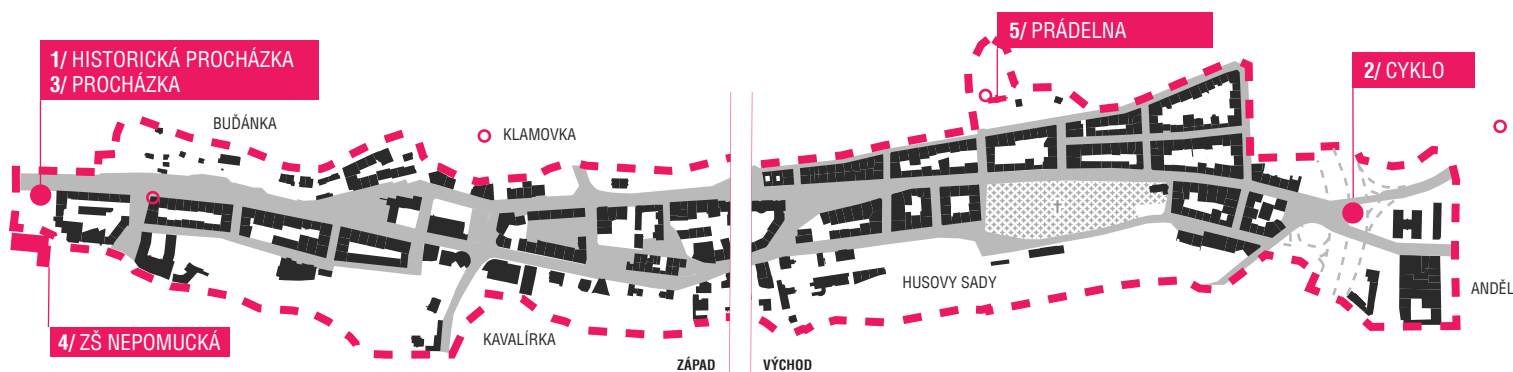 1/ HISTORICKÁ PROCHÁZKA
3/ PROCHÁZKA
5/ PRÁDELNA
2/ CYKLO
BUĎÁNKA
KLAMOVKA
HUSOVY SADY
ANDĚL
4/ ZŠ NEPOMUCKÁ
KAVALÍRKA
ZÁPAD
VÝCHOD